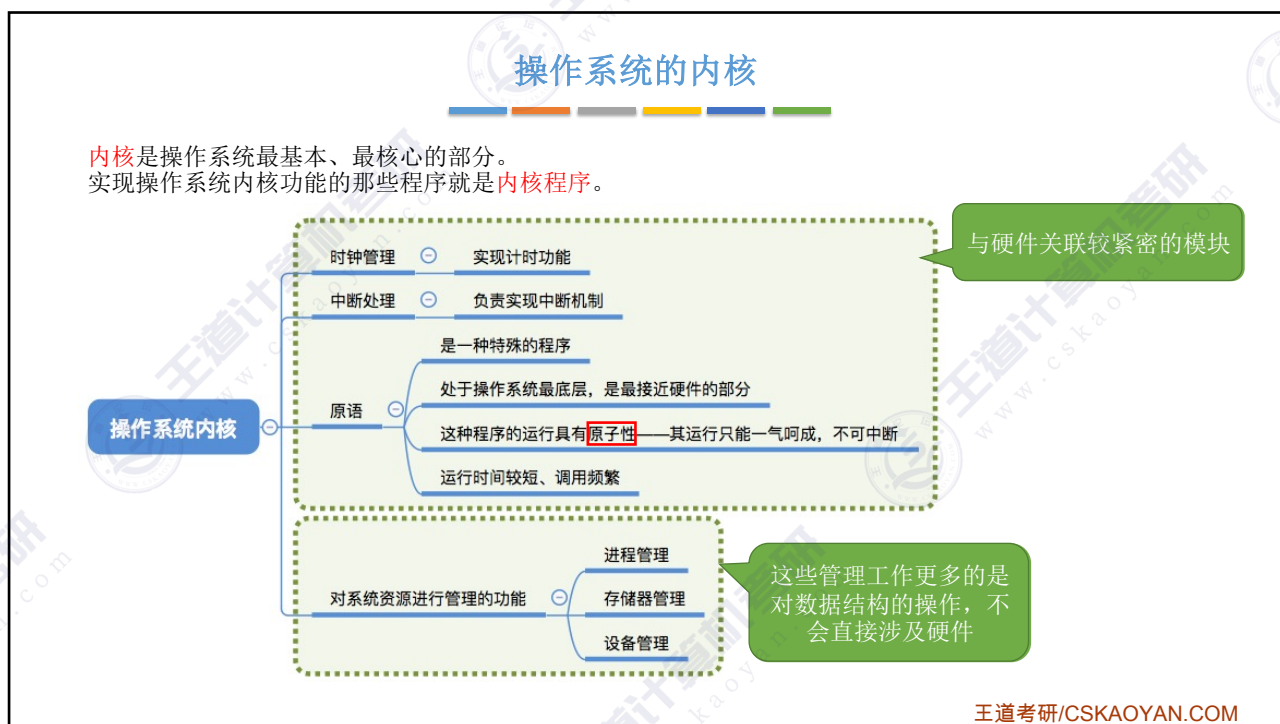 操作系统的内核
内核是操作系统最基本、最核心的部分。
实现操作系统内核功能的那些程序就是内核程序。
与硬件关联较紧密的模块
时钟管理
实现计时功能
中断处理
负责实现中断机制
是一种特殊的程序
处于操作系统最底层，是最接近硬件的部分
原语
操作系统内核
这种程序的运行具有原子性——其运行只能一气呵成，不可中断
运行时间较短、调用频繁
进程管理
对系统资源进行管理的功能
存储器管理
设备管理
这些管理工作更多的是
对数据结构的操作，不
会直接涉及硬件
王道考研/CSKAOYAN.COM
王道计算机考研
www.cskaoyan.com